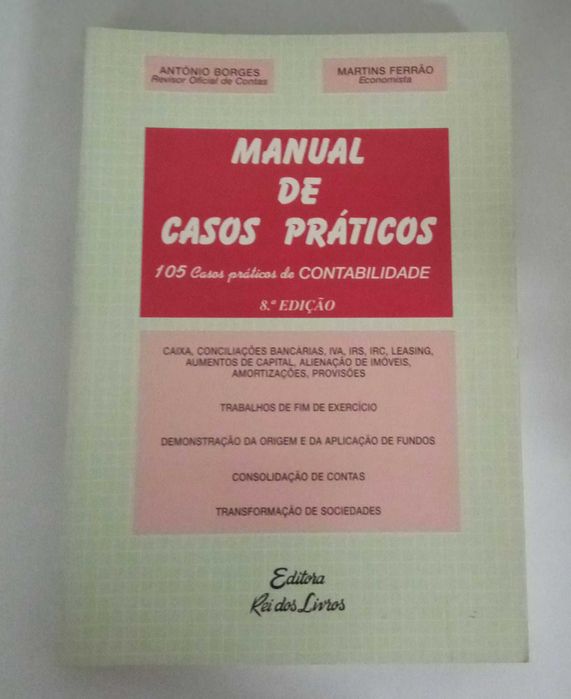 ANTÓNIO BORGES
Revisor Oficial de Contas
MARTINS FERRÃO
Economista
MANUAL
DE
CASOS PRÁTICOS
105 Casos práticos de CONTABILIDADE
8.ª EDIÇÃO
CAIXA, CONCILIAÇÕES BANCÁRIAS, IVA, IRS, IRC, LEASING,
AUMENTOS DE CAPITAL, ALIENAÇÃO DE IMÓVEIS,
AMORTIZAÇÕES, PROVISÕES
TRABALHOS DE FIM DE EXERCÍCIO
DEMONSTRAÇÃO DA ORIGEM E DA APLICAÇÃO DE FUNDOS
CONSOLIDAÇÃO DE CONTAS
TRANSFORMAÇÃO DE SOCIEDADES
Editora
Rei dos Livros